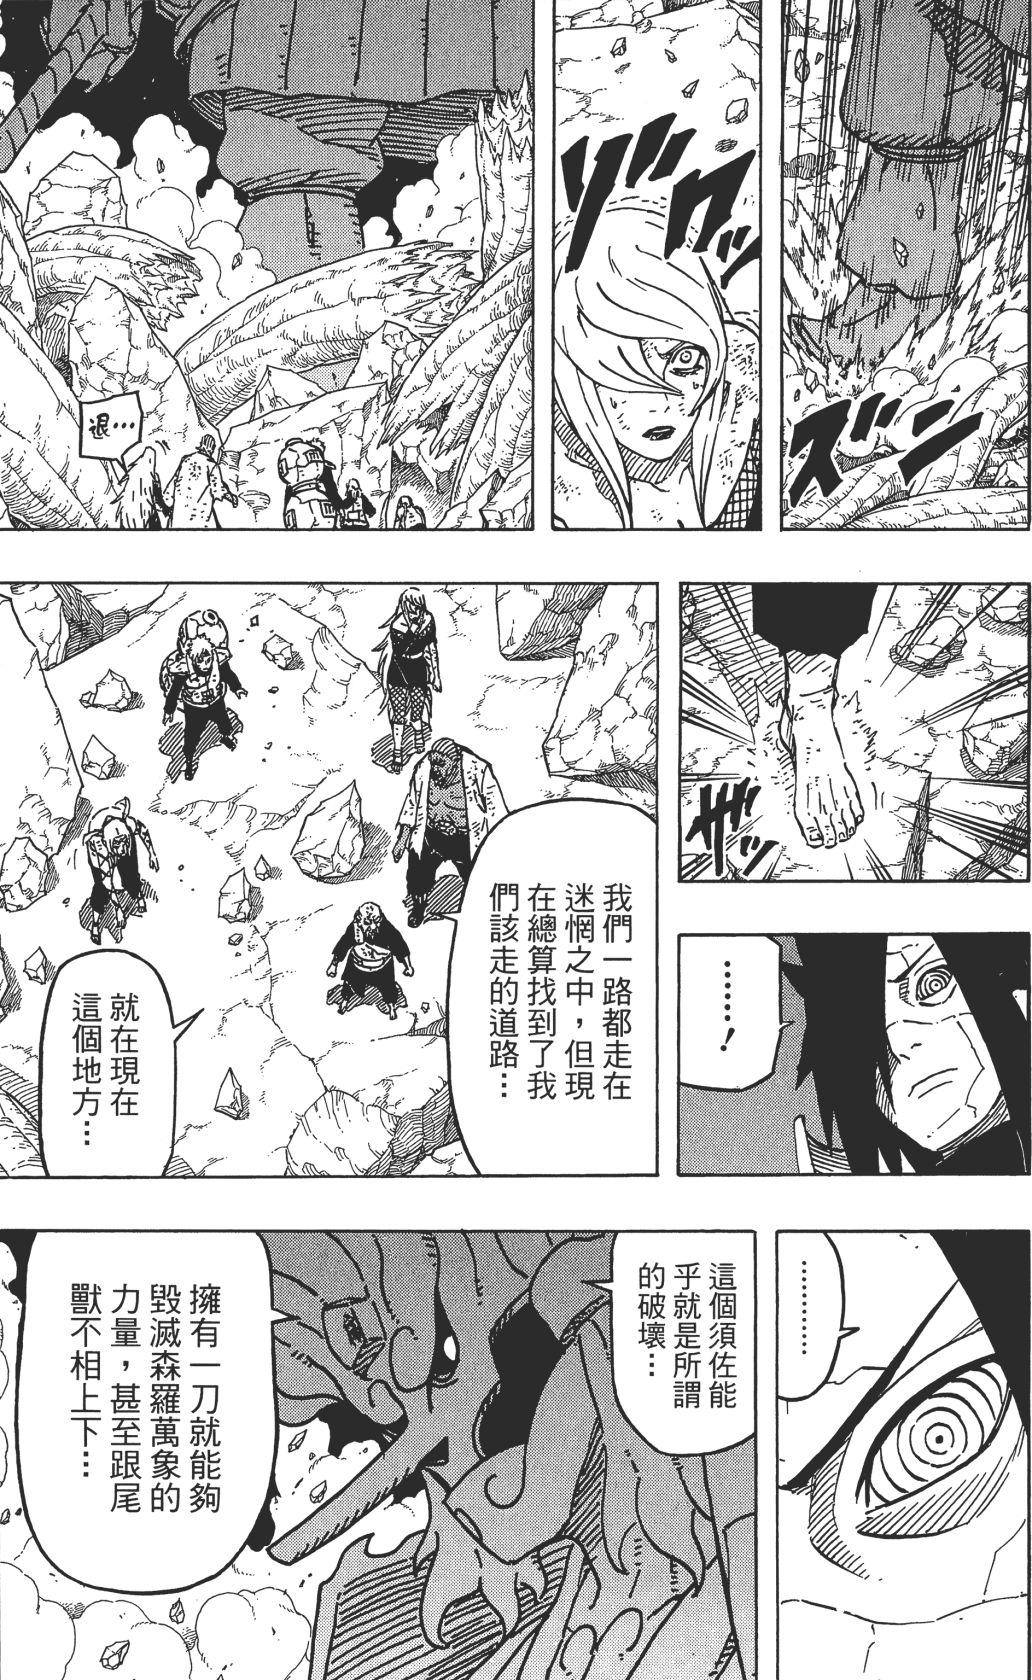 ズン
ゴロロッ
退…
ザッ
……！
我們一路都走在
迷惘之中，但現
在總算找到了我
們該走的道路…
就在現在
這個地方…
………
這個須佐能
乎就是所謂
的破壞…
擁有一刀就能夠
毀滅森羅萬象的
力量，甚至跟尾
獸不相上下…